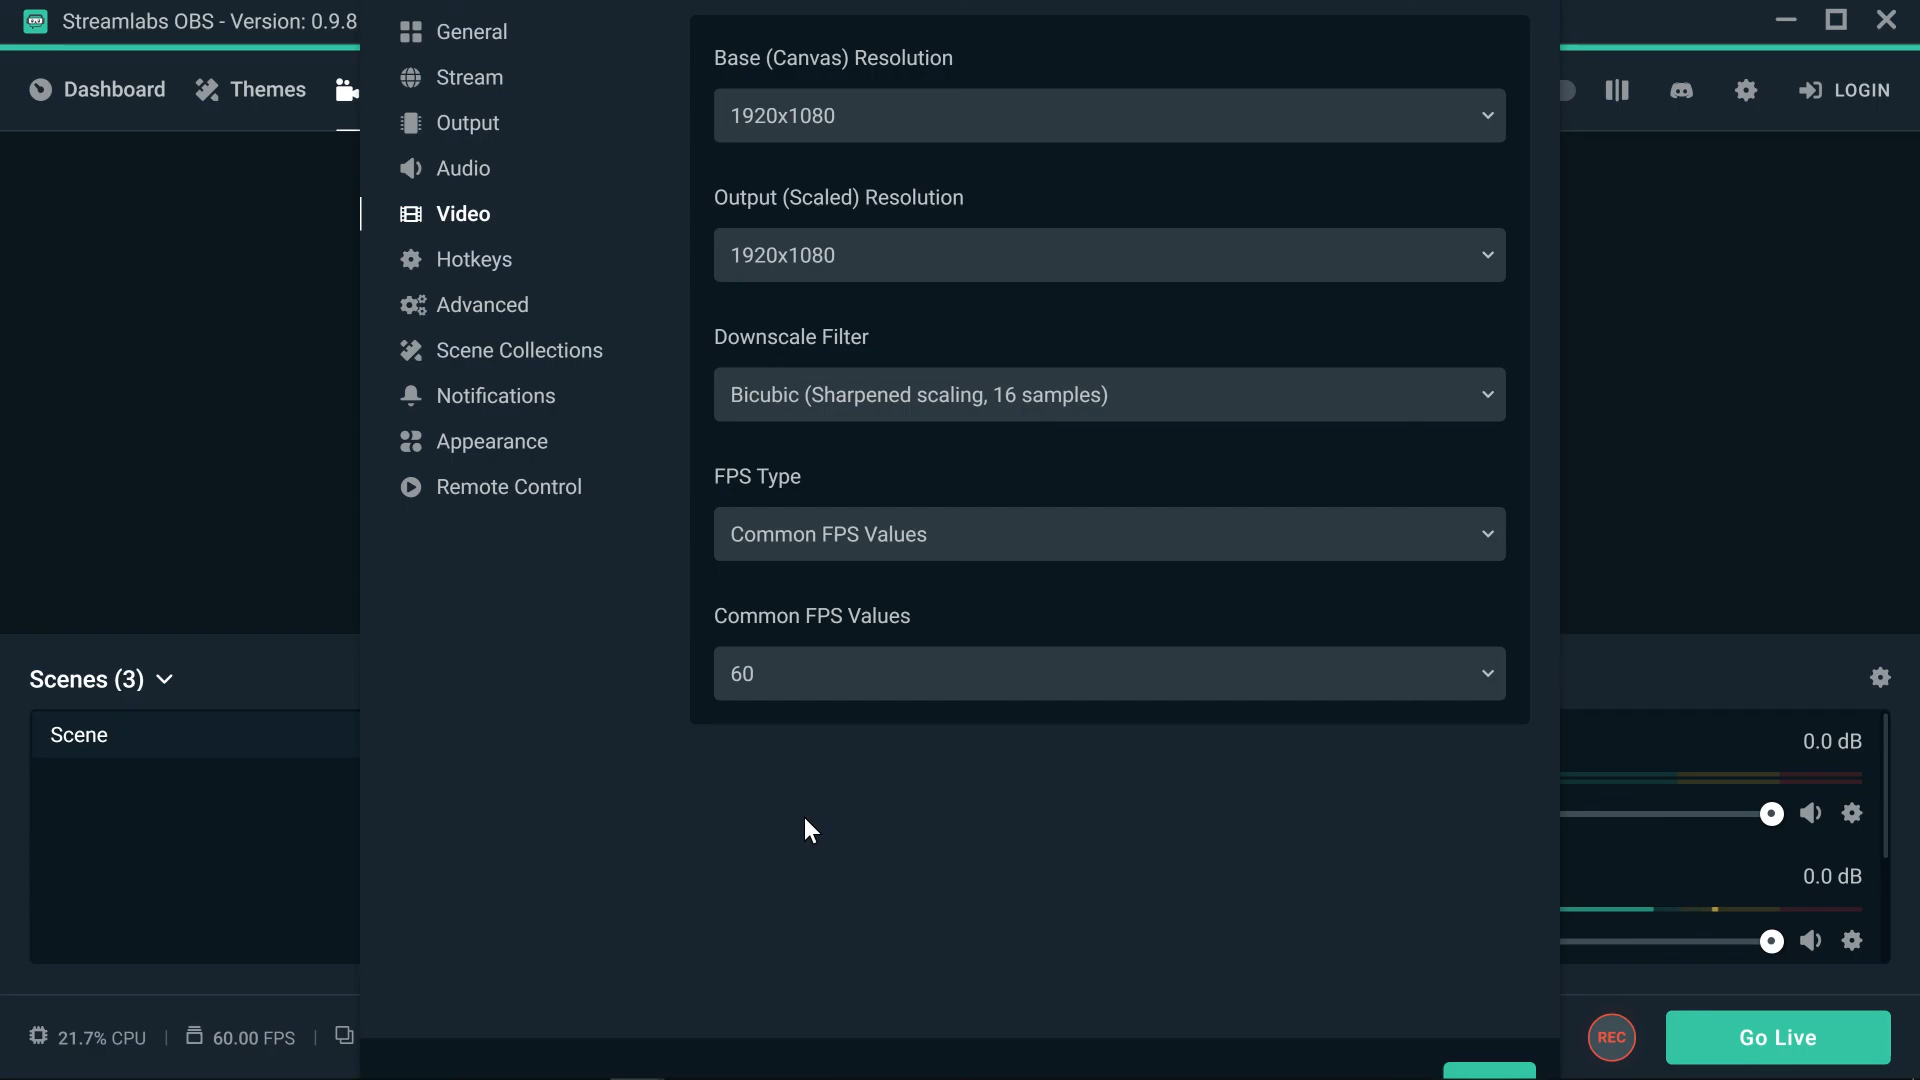 Streamlabs OBS - Version: 0.9.8
Dashboard
Themes
LOGIN
General
Stream
Output
Audio
Video
Hotkeys
Advanced
Scene Collections
Notifications
Appearance
Remote Control
Base (Canvas) Resolution
1920x1080
Output (Scaled) Resolution
1920x1080
Downscale Filter
Bicubic (Sharpened scaling, 16 samples)
FPS Type
Common FPS Values
Common FPS Values
60
Scenes (3)
Scene
0.0 dB
0.0 dB
21.7% CPU
60.00 FPS
REC
Go Live